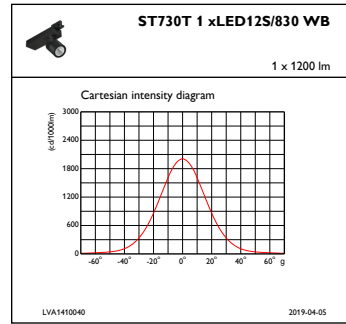 ST730T 1 xLED12S/830 WB
1 x 1200 lm
Cartesian intensity diagram
(cd/1000lm)
3000
2400
1800
1200
600
0
-60° -40° -20° 0° 20° 40° 60° g
LVA1410040 2019-04-05